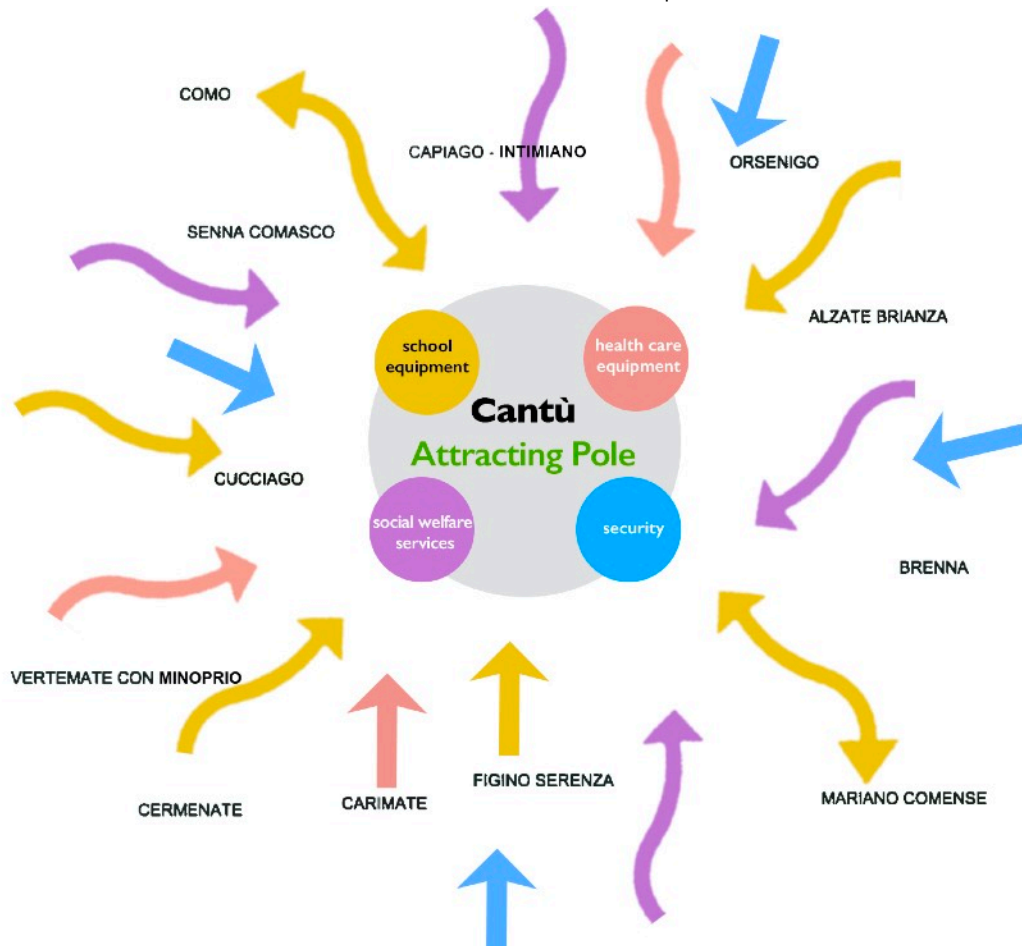 COMO
CAPIAGO - INTIMIANO
ORSENIGO
SENNA COMASCO
ALZATE BRIANZA
school
equipment
health care
equipment
Cantù
Attracting Pole
CUCCIAGO
social welfare
services
security
BRENNA
VERTEMATE CON MINOPRIO
CERMENATE
CARIMATE
FIGINO SERENZA
MARIANO COMENSE